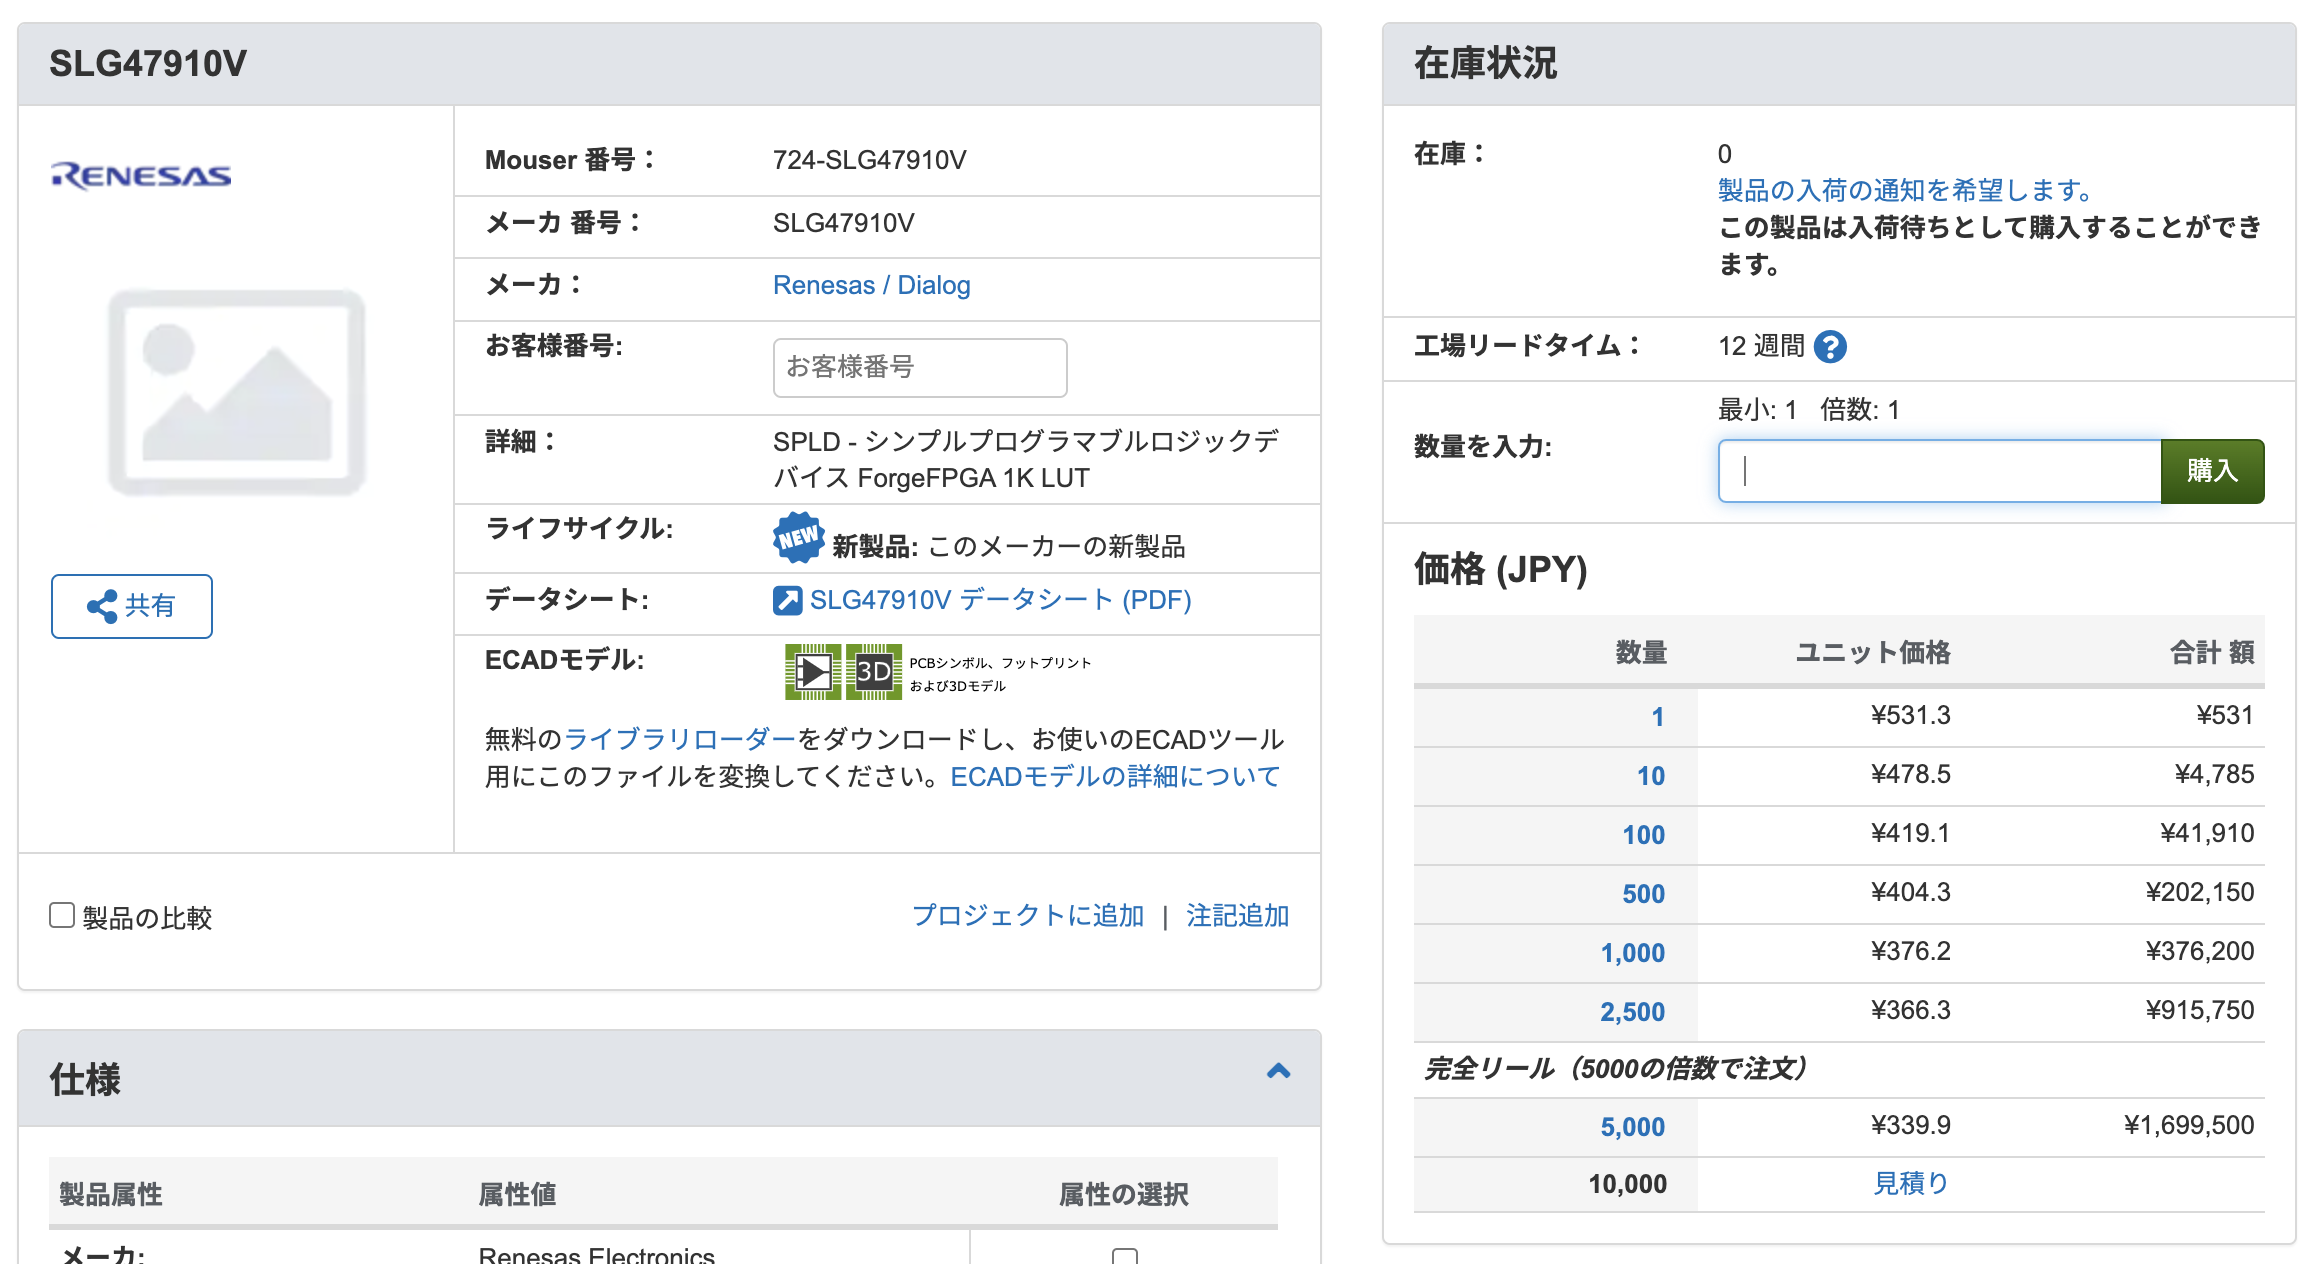 SLG47910V
RENESAS
Mouser 番号： 724-SLG47910V
メーカ 番号： SLG47910V
メーカ： Renesas / Dialog
お客様番号: お客様番号
詳細： SPLD - シンプルプログラマブルロジックデ
バイス ForgeFPGA 1K LUT
ライフサイクル: NEW 新製品: このメーカーの新製品
データシート: SLG47910V データシート (PDF)
ECADモデル: 3D PCBシンボル、フットプリント
および3Dモデル
無料のライブラリローダーをダウンロードし、お使いのECADツール
用にこのファイルを変換してください。ECADモデルの詳細について
共有
製品の比較
プロジェクトに追加 | 注記追加
仕様
製品属性 属性値 属性の選択
メーカ: Renesas Electronics
在庫状況
在庫： 0
製品の入荷の通知を希望します。
この製品は入荷待ちとして購入することができ
ます。
工場リードタイム： 12 週間 ?
最小: 1 倍数: 1
数量を入力: 購入
価格 (JPY)
数量 ユニット価格 合計 額
1 ¥531.3 ¥531
10 ¥478.5 ¥4,785
100 ¥419.1 ¥41,910
500 ¥404.3 ¥202,150
1,000 ¥376.2 ¥376,200
2,500 ¥366.3 ¥915,750
完全リール（5000の倍数で注文）
5,000 ¥339.9 ¥1,699,500
10,000 見積り